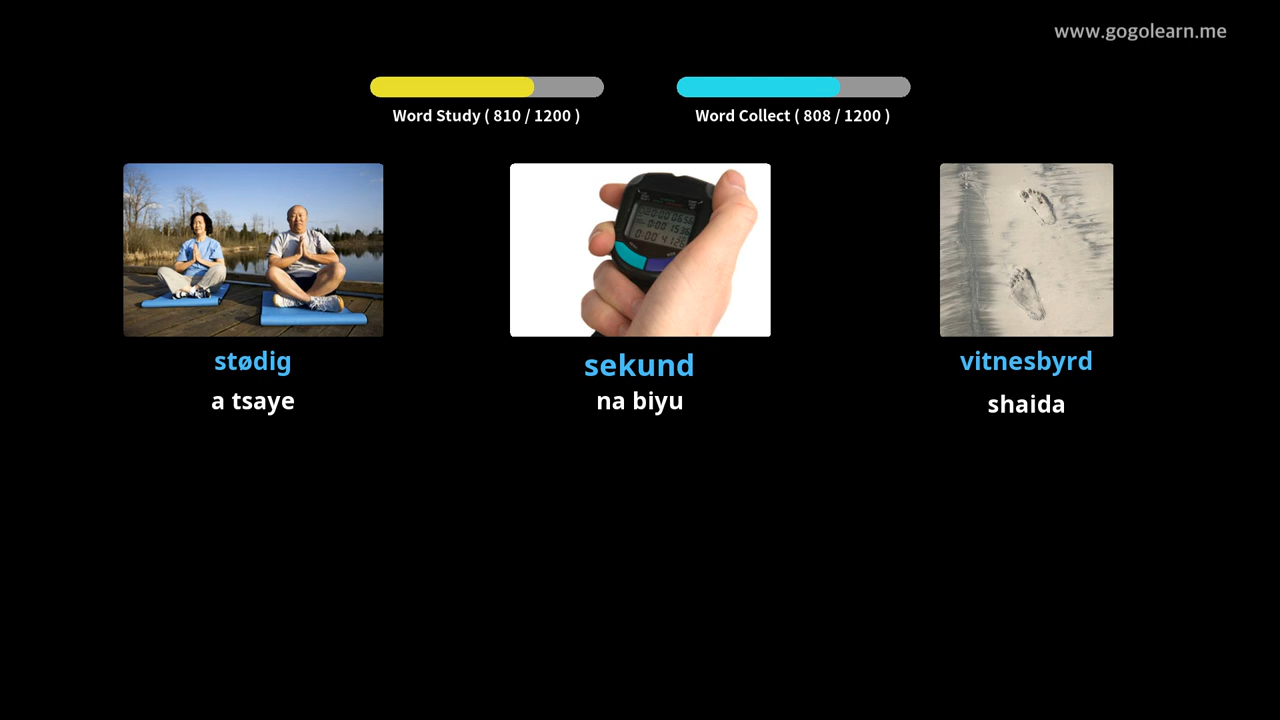 www.gogolearn.me
Word Study ( 810 / 1200 )
Word Collect ( 808 / 1200 )
stødig
sekund
vitnesbyrd
a tsaye
na biyu
shaida